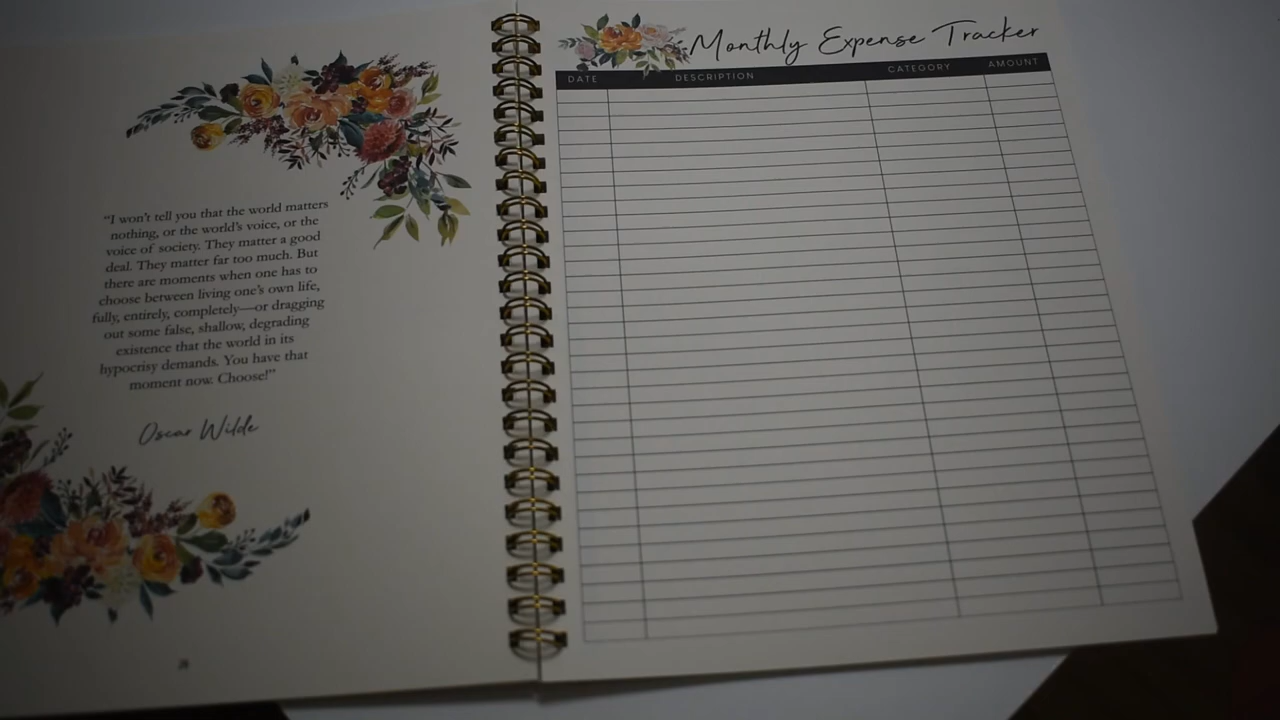 “I won’t tell you that the world matters
nothing, or the world’s voice, or the
voice of society. They matter a good
deal. They matter far too much. But
there are moments when one has to
choose between living one’s own life,
fully, entirely, completely—or dragging
out some false, shallow, degrading
existence that the world in its
hypocrisy demands. You have that
moment now. Choose!”
Oscar Wilde
Monthly Expense Tracker
DATE DESCRIPTION CATEGORY AMOUNT